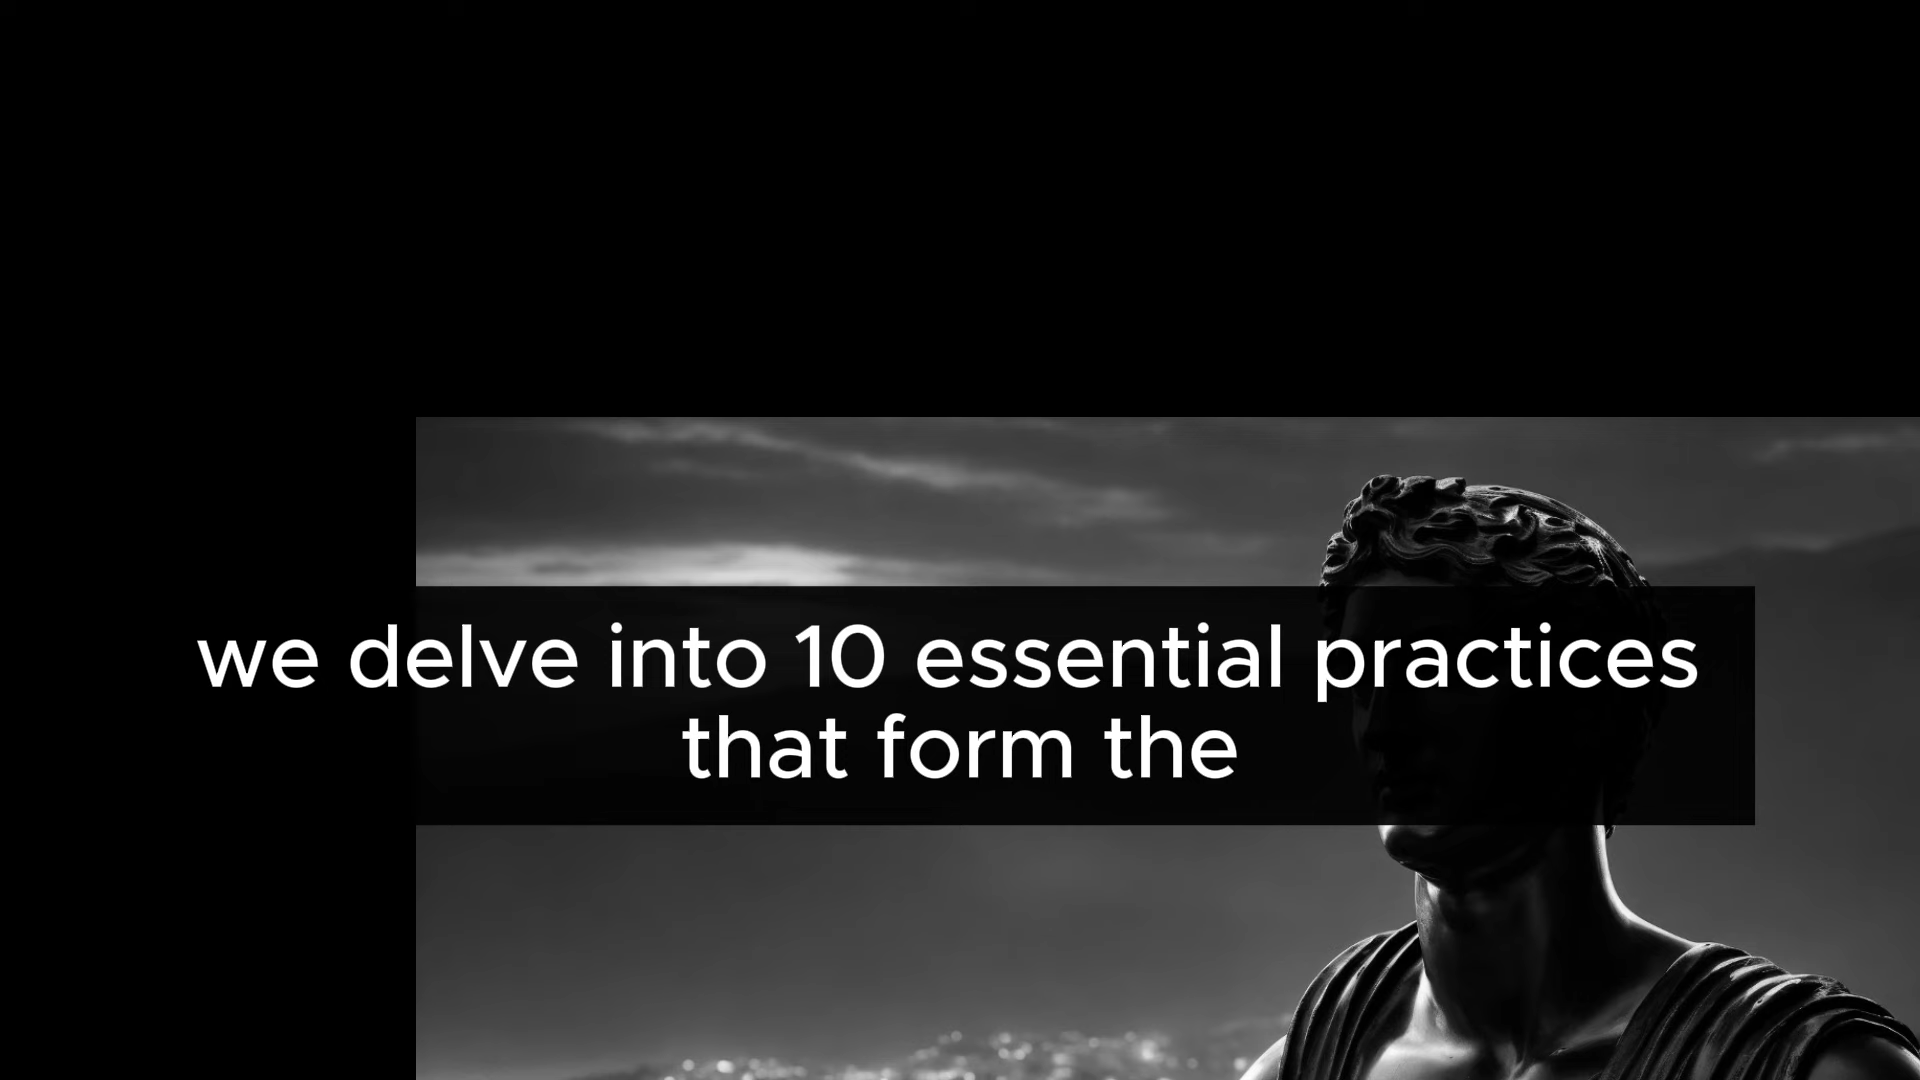 we delve into 10 essential practices
that form the